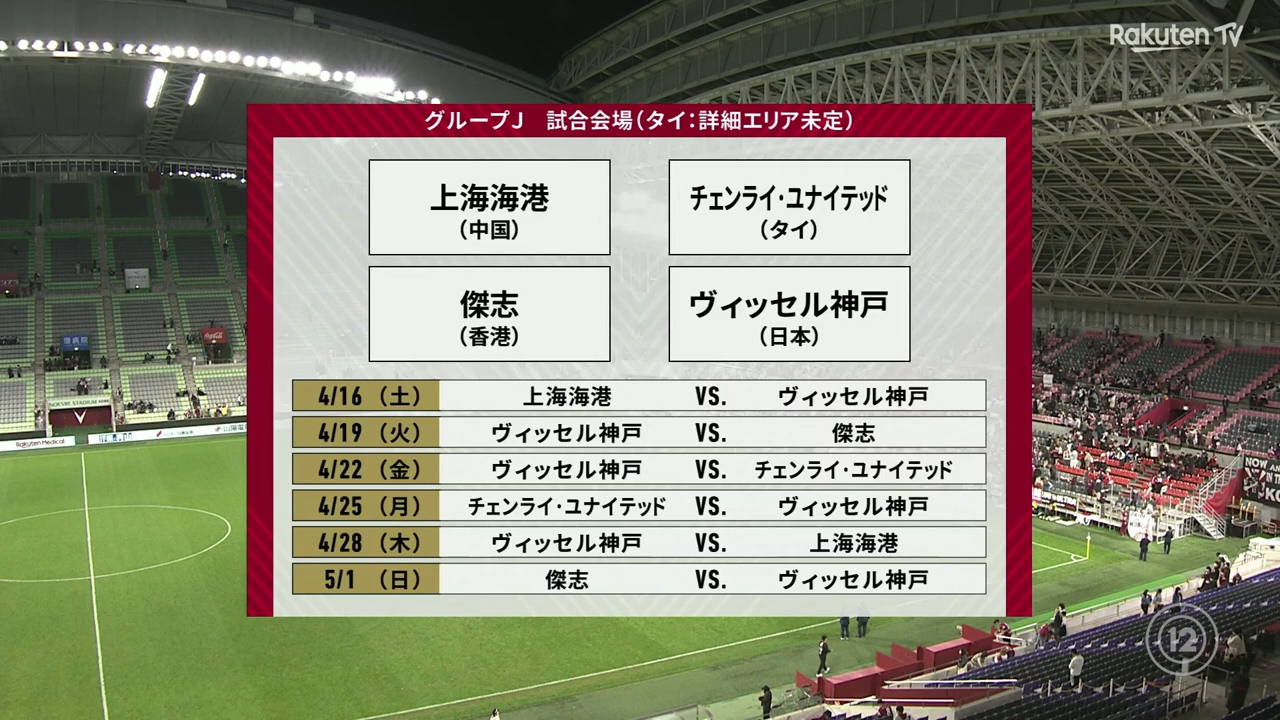 Rakuten TV
グループJ 試合会場(タイ:詳細エリア未定)
上海海港
(中国)
チェンライ・ユナイテッド
(タイ)
傑志
(香港)
ヴィッセル神戸
(日本)
4/16 (土) 上海海港 VS. ヴィッセル神戸
4/19 (火) ヴィッセル神戸 VS. 傑志
4/22 (金) ヴィッセル神戸 VS. チェンライ・ユナイテッド
4/25 (月) チェンライ・ユナイテッド VS. ヴィッセル神戸
4/28 (木) ヴィッセル神戸 VS. 上海海港
5/1 (日) 傑志 VS. ヴィッセル神戸
Coca-Cola
NOEVIR STADIUM KOBE
Rakuten Medical
12